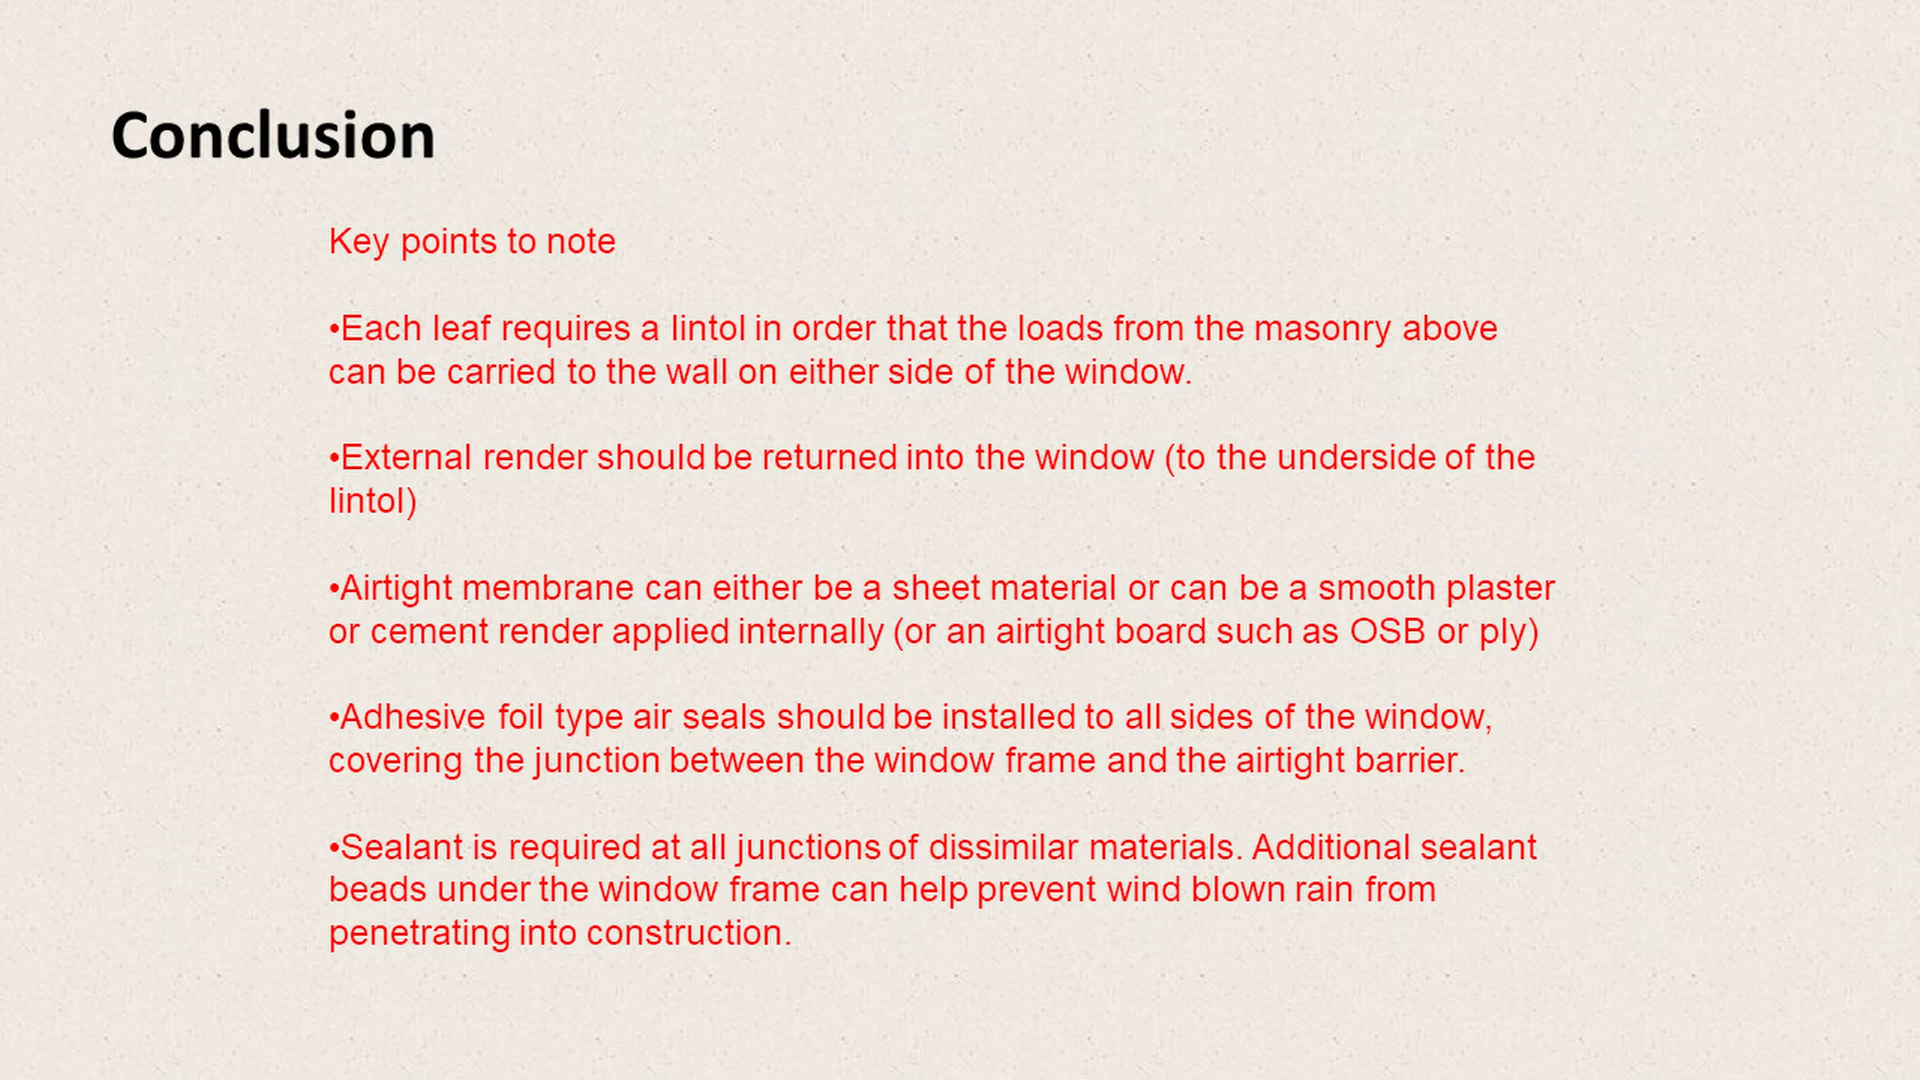 Conclusion
Key points to note
•Each leaf requires a lintol in order that the loads from the masonry above
can be carried to the wall on either side of the window.
•External render should be returned into the window (to the underside of the
lintol)
•Airtight membrane can either be a sheet material or can be a smooth plaster
or cement render applied internally (or an airtight board such as OSB or ply)
•Adhesive foil type air seals should be installed to all sides of the window,
covering the junction between the window frame and the airtight barrier.
•Sealant is required at all junctions of dissimilar materials. Additional sealant
beads under the window frame can help prevent wind blown rain from
penetrating into construction.